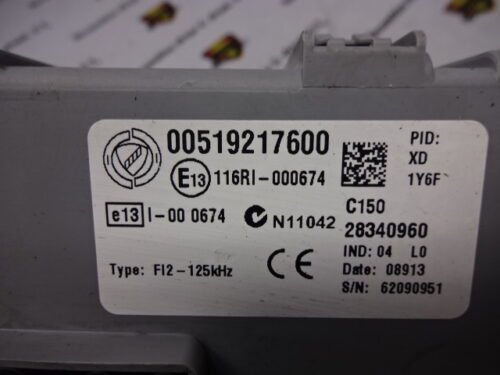 00519217600
PID:
E13 116RI-000674
XD
1Y6F
e13 I-00 0674
N11042
C150
28340960
IND: 04 L0
Type: FI2-125kHz
CE
Date: 08913
S/N: 62090951